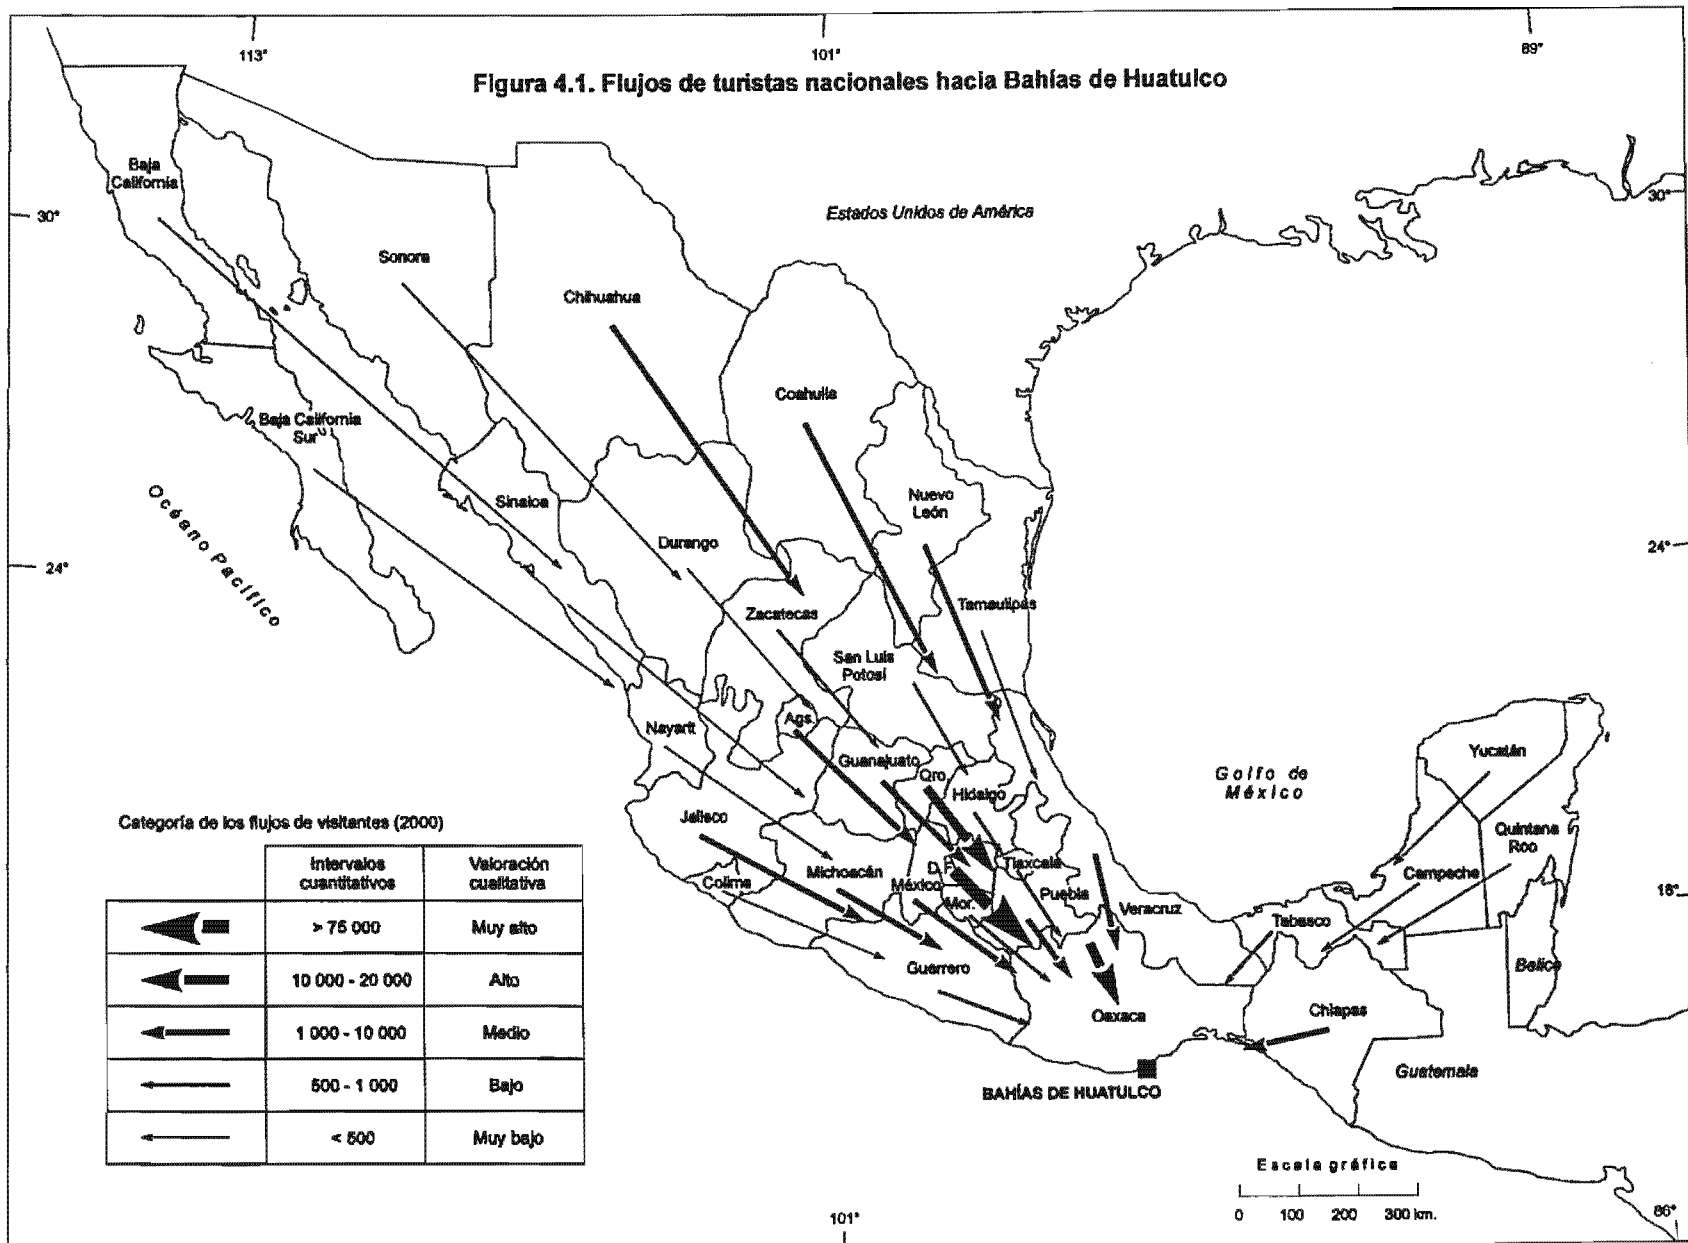 113°
101°
89°
Figura 4.1. Flujos de turistas nacionales hacia Bahías de Huatulco
Baja
California
30°
30°
Estados Unidos de América
Sonora
Chihuahua
Coahuila
Baja California
Sur
Nuevo
León
Sinaloa
Océano Pacífico
Durango
24°
24°
Zacatecas
Tamaulipas
San Luis
Potosí
Nayarit
Ags.
Guanajuato
Qro.
Hidalgo
Golfo de
México
Yucatán
Quintana
Roo
Jalisco
Colima
Michoacán
México
D.F.
Mor.
Tlaxcala
Puebla
Veracruz
Campeche
Tabasco
18°
Guerrero
Oaxaca
Chiapas
Belice
Guatemala
BAHÍAS DE HUATULCO
Categoría de los flujos de visitantes (2000)
Intervalos cuantitativos
Valoración cualitativa
> 75 000 Muy alto
10 000 - 20 000 Alto
1 000 - 10 000 Medio
500 - 1 000 Bajo
< 500 Muy bajo
Escala gráfica
0 100 200 300 km.
101°
86°